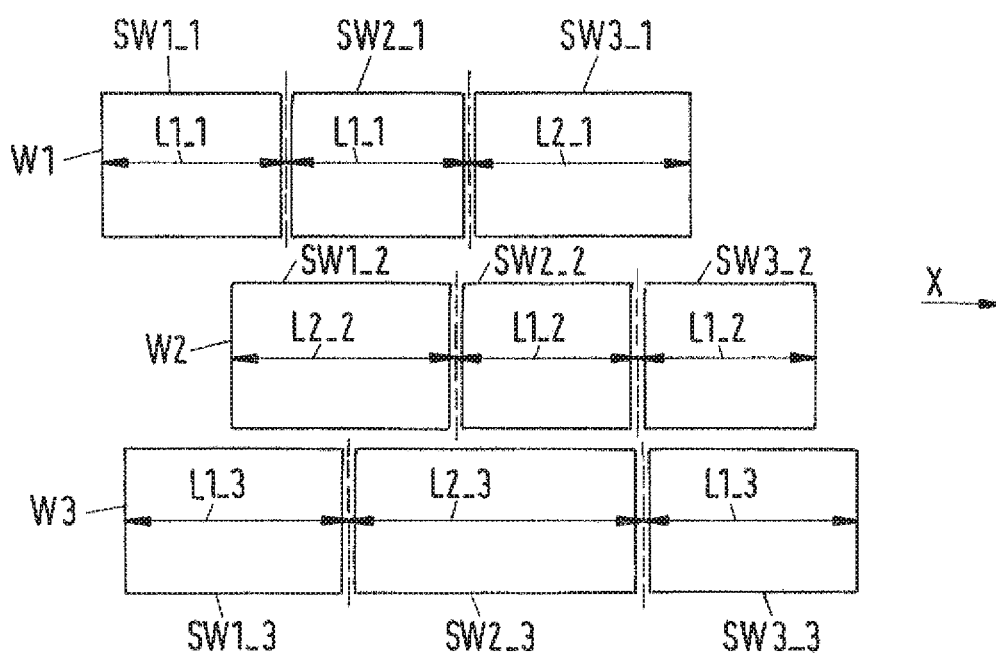 SW1_1 SW2_1 SW3_1
W1 L1_1 L1_1 L2_1
SW1_2 SW2_2 SW3_2
X
W2 L2_2 L1_2 L1_2
W3 L1_3 L2_3 L1_3
SW1_3 SW2_3 SW3_3